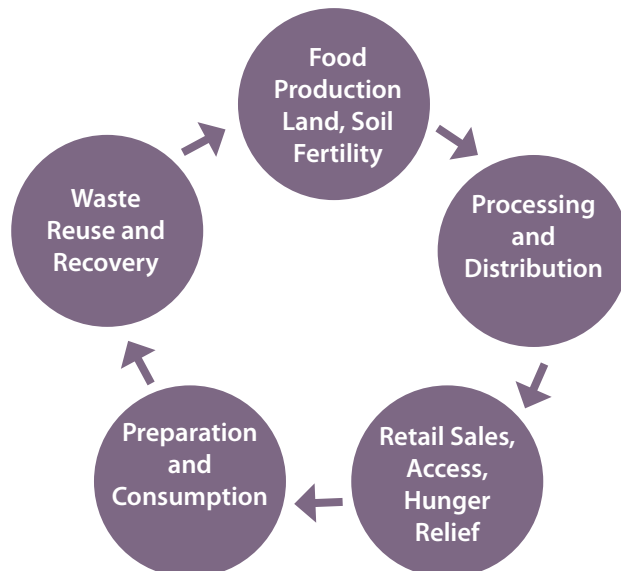 Food
Production
Land, Soil
Fertility
Processing
and
Distribution
Retail Sales,
Access,
Hunger
Relief
Preparation
and
Consumption
Waste
Reuse and
Recovery